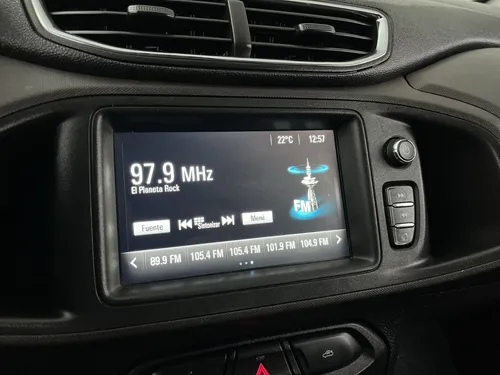 22°C 12:57
97.9 MHz
El Planeta Rock
FM
Fuente Sintonizar Menú
89.9 FM 105.4 FM 105.4 FM 101.9 FM 104.9 FM